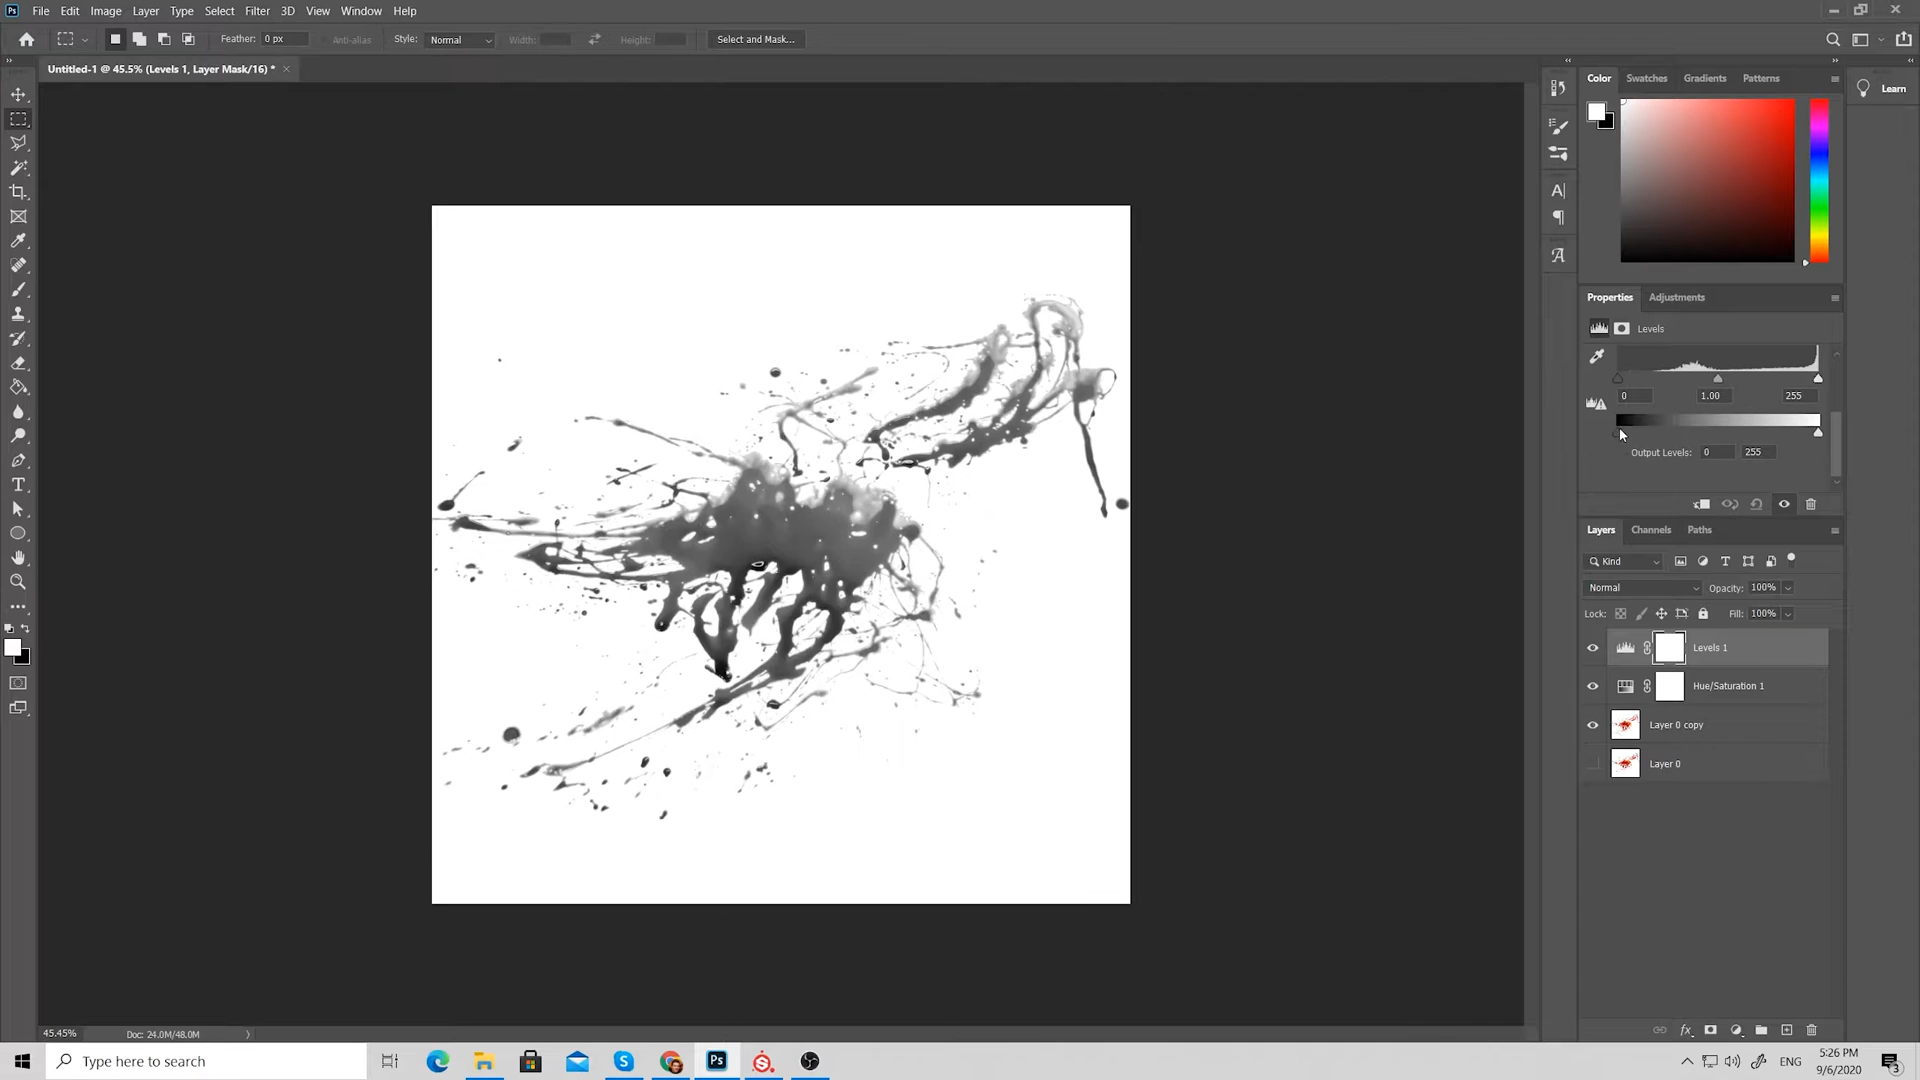 Ps File Edit Image Layer Type Select Filter 3D View Window Help
Feather: 0 px Anti-alias Style: Normal Width: Height: Select and Mask...
Untitled-1 @ 45.5% (Levels 1, Layer Mask/16) * ×
Color Swatches Gradients Patterns
Learn
Properties Adjustments
Levels
0 1.00 255
Output Levels: 0 255
Layers Channels Paths
Kind
Normal Opacity: 100%
Lock: Fill: 100%
Levels 1
Hue/Saturation 1
Layer 0 copy
Layer 0
fx
45.45% Doc: 24.0M/48.0M
Type here to search
Ps
ENG
5:26 PM
9/6/2020
3